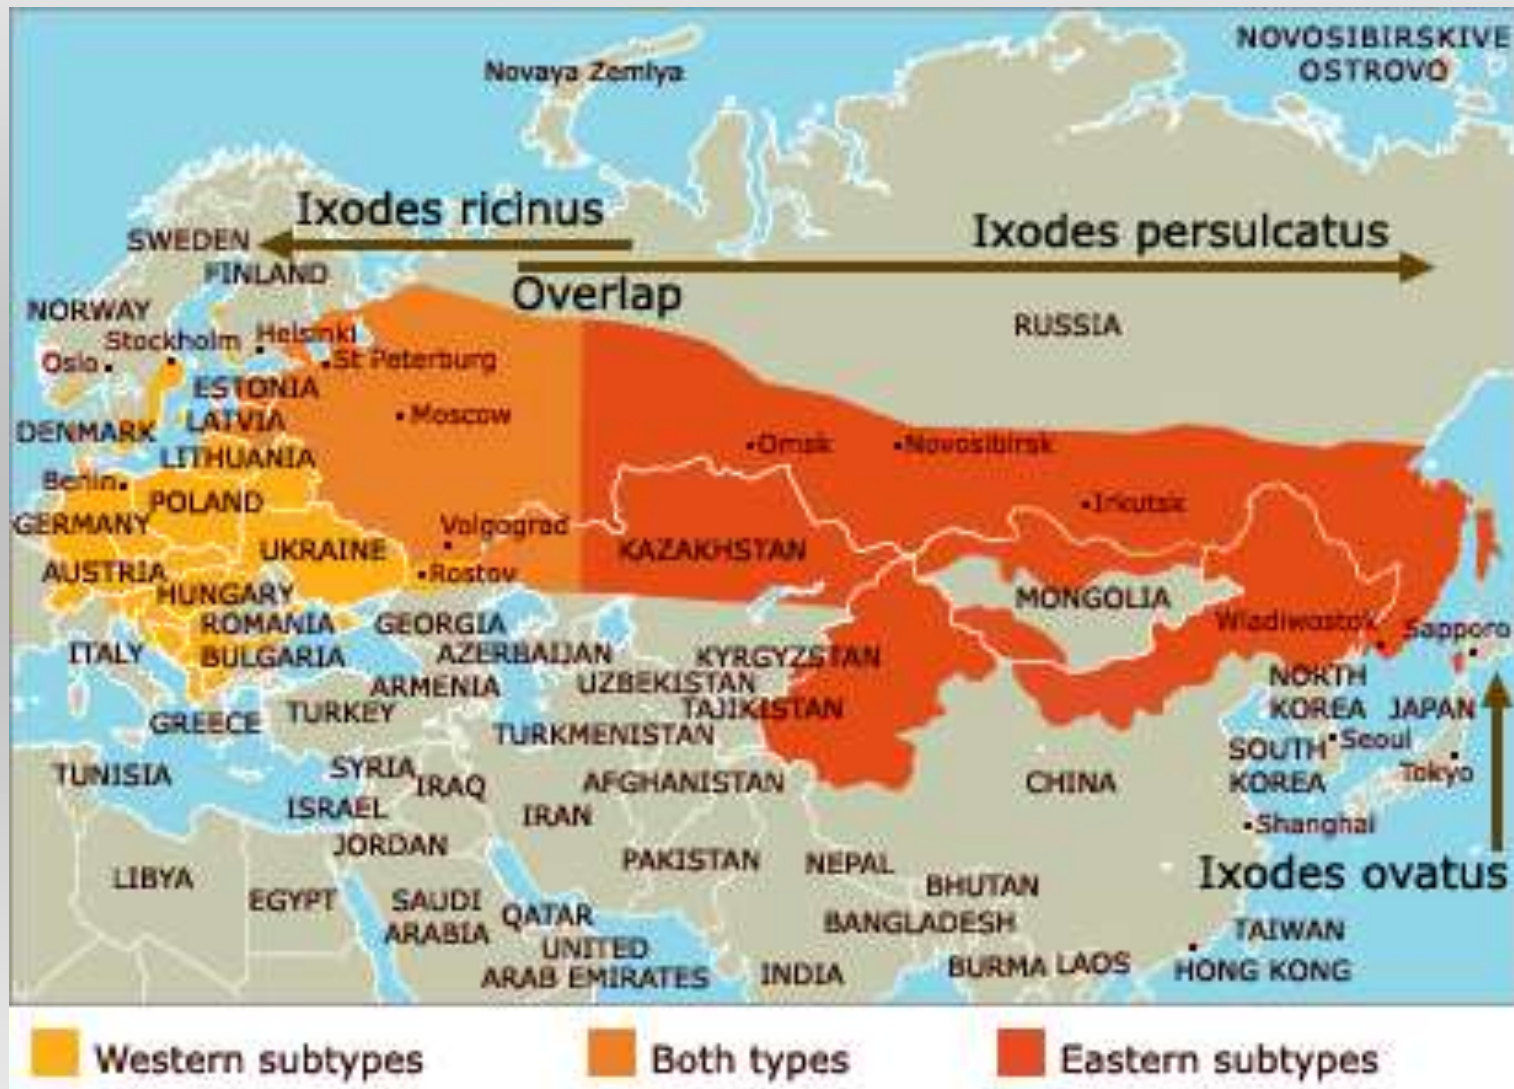 NOVOSIBIRSKIVE
OSTROVO
Novaya Zemlya
Ixodes ricinus
Ixodes persulcatus
SWEDEN
FINLAND
Overlap
NORWAY
RUSSIA
Stockholm
Helsinki
Oslo
St Peterburg
ESTONIA
Moscow
LATVIA
DENMARK
Omsk
Novosibirsk
LITHUANIA
Berlin
POLAND
Irkutsk
GERMANY
Volgograd
UKRAINE
KAZAKHSTAN
AUSTRIA
Rostov
HUNGARY
MONGOLIA
ROMANIA
GEORGIA
Wladiwostok
Sapporo
ITALY
BULGARIA
AZERBAIJAN
KYRGYZSTAN
ARMENIA
UZBEKISTAN
NORTH
KOREA
JAPAN
GREECE
TURKEY
TAJIKISTAN
TURKMENISTAN
SOUTH
KOREA
Seoul
TUNISIA
SYRIA
IRAQ
AFGHANISTAN
CHINA
Tokyo
ISRAEL
IRAN
Shanghai
JORDAN
PAKISTAN
NEPAL
LIBYA
Ixodes ovatus
EGYPT
SAUDI
ARABIA
QATAR
BHUTAN
BANGLADESH
UNITED
ARAB EMIRATES
TAIWAN
INDIA
BURMA
LAOS
HONG KONG
Western subtypes
Both types
Eastern subtypes